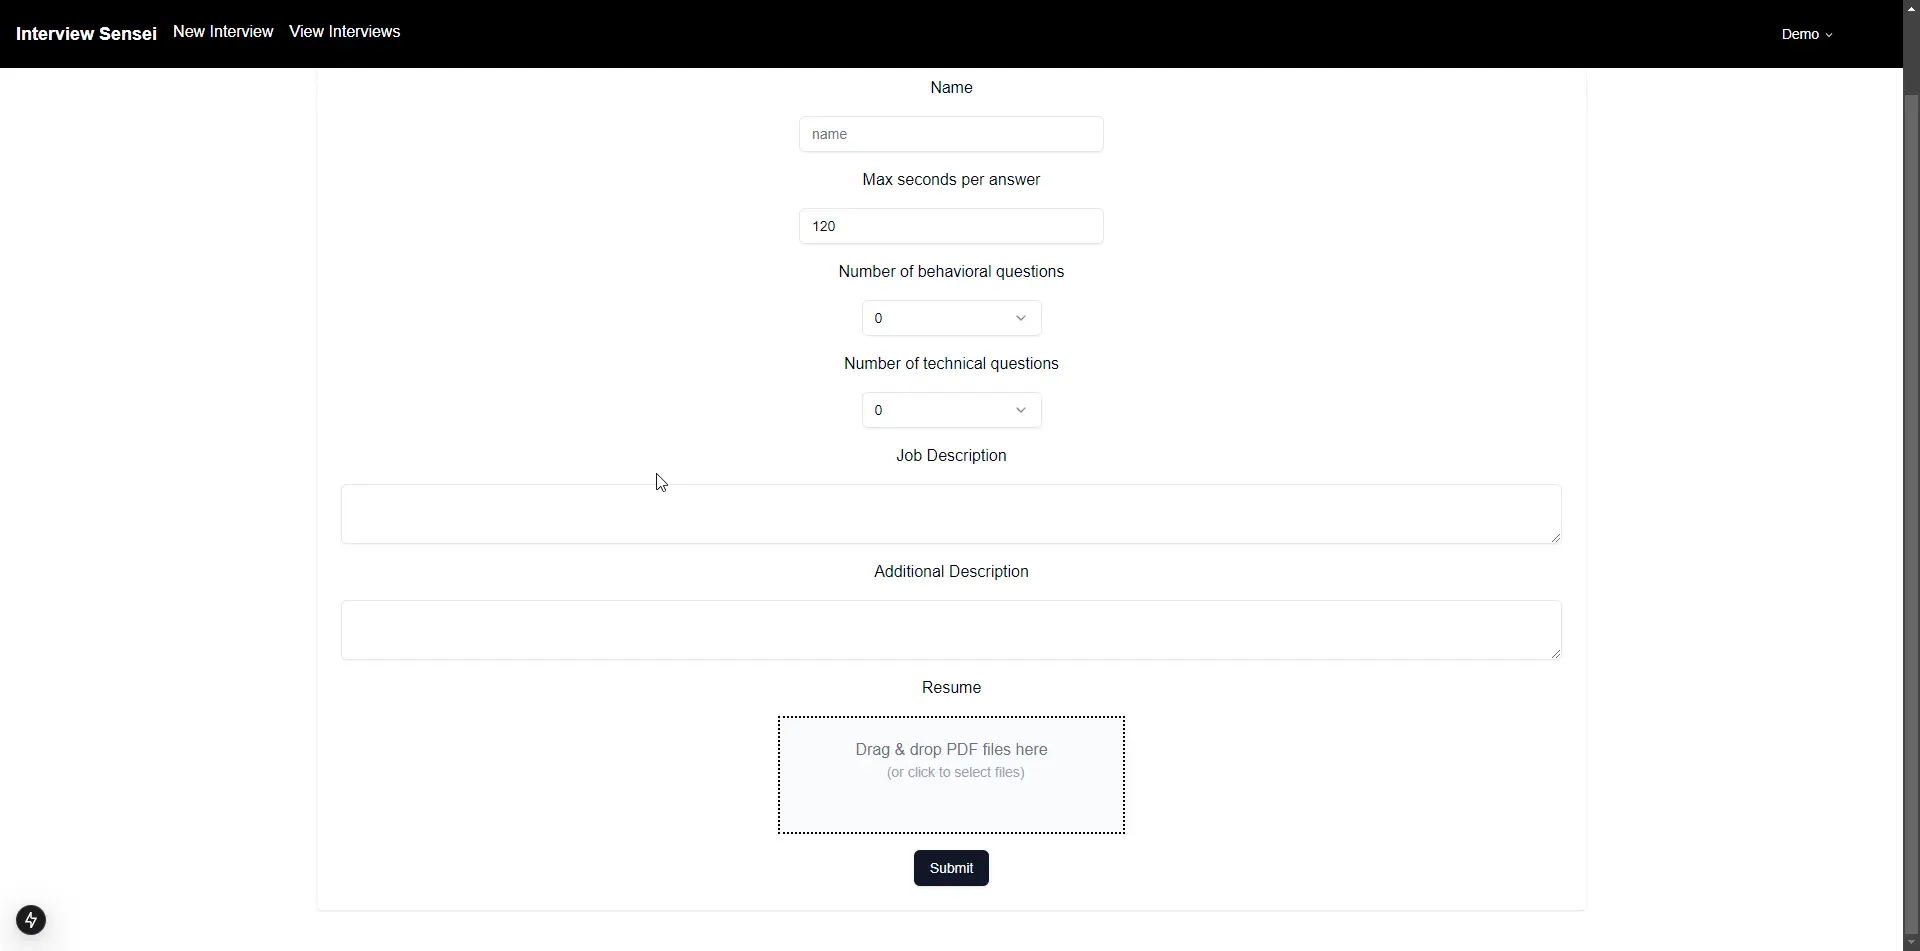 Interview Sensei New Interview View Interviews Demo
Name
name
Max seconds per answer
120
Number of behavioral questions
0
Number of technical questions
0
Job Description
Additional Description
Resume
Drag & drop PDF files here
(or click to select files)
Submit